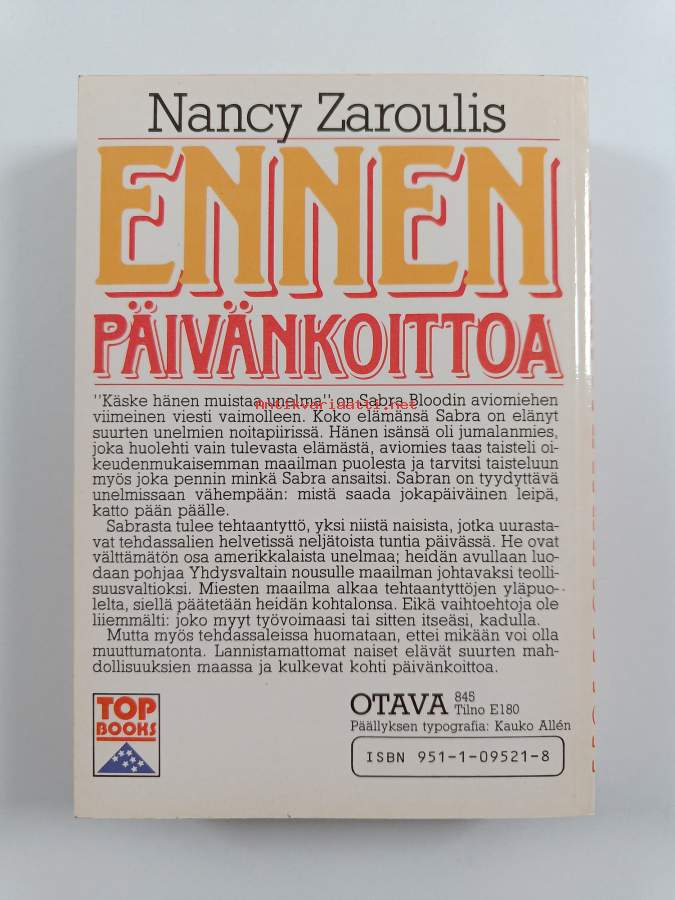 Nancy Zaroulis
ENNEN
PÄIVÄNKOITTOA
"Käske hänen muistaa unelma" on Sabra Bloodin aviomiehen
antikvariaatti.net
viimeinen viesti vaimolleen. Koko elämänsä Sabra on elänyt
suurten unelmien noitapiirissä. Hänen isänsä oli jumalanmies,
joka huolehti vain tulevasta elämästä, aviomies taas taisteli oi-
keudenmukaisemman maailman puolesta ja tarvitsi taisteluun
myös joka pennin minkä Sabra ansaitsi. Sabran on tyydyttävä
unelmissaan vähempään: mistä saada jokapäiväinen leipä,
katto pään päälle.
Sabrasta tulee tehtaantyttö, yksi niistä naisista, jotka uurasta-
vat tehdassalien helvetissä neljätoista tuntia päivässä. He ovat
välttämätön osa amerikkalaista unelmaa; heidän avullaan luo-
daan pohjaa Yhdysvaltain nousulle maailman johtavaksi teolli-
suusvaltioksi. Miesten maailma alkaa tehtaantyttöjen yläpuo-
lelta, siellä päätetään heidän kohtalonsa. Eikä vaihtoehtoja ole
liiemmälti: joko myyt työvoimaasi tai sitten itseäsi, kadulla.
Mutta myös tehdassaleissa huomataan, ettei mikään voi olla
muuttumatonta. Lannistamattomat naiset elävät suurten mah-
dollisuuksien maassa ja kulkevat kohti päivänkoittoa.
TOP
BOOKS
OTAVA 845
Tilno E180
Päällyksen typografia: Kauko Allén
ISBN 951-1-09521-8